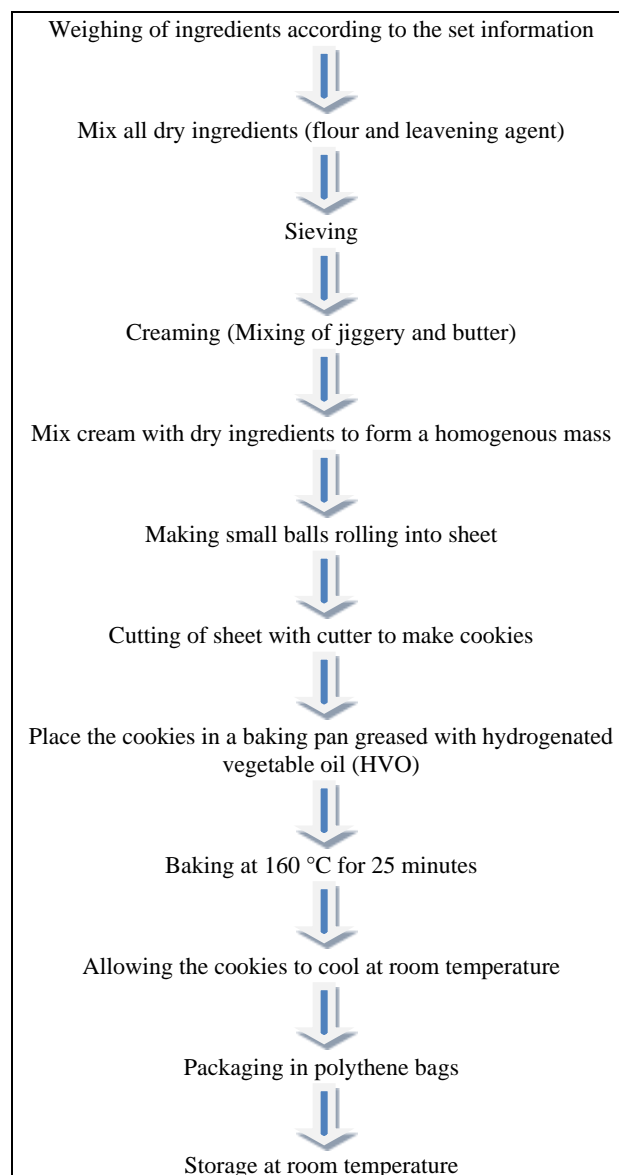 Weighing of ingredients according to the set information
Mix all dry ingredients (flour and leavening agent)
Sieving
Creaming (Mixing of jiggery and butter)
Mix cream with dry ingredients to form a homogenous mass
Making small balls rolling into sheet
Cutting of sheet with cutter to make cookies
Place the cookies in a baking pan greased with hydrogenated
vegetable oil (HVO)
Baking at 160 °C for 25 minutes
Allowing the cookies to cool at room temperature
Packaging in polythene bags
Storage at room temperature